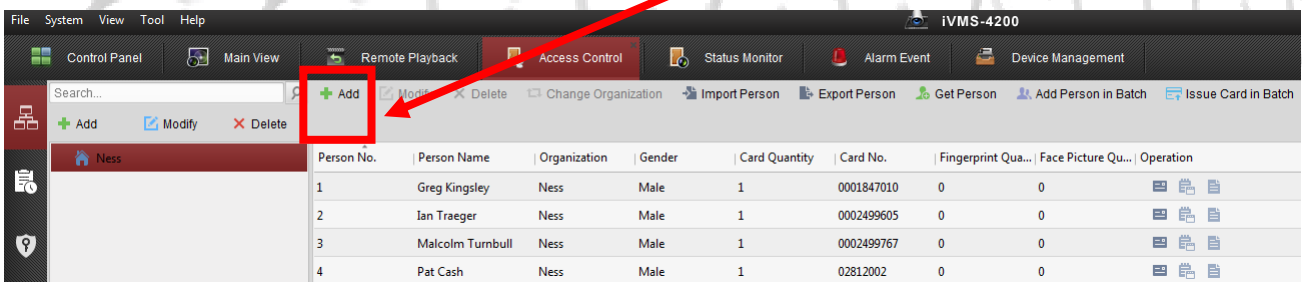 File System View Tool Help iVMS-4200
Control Panel Main View Remote Playback Access Control Status Monitor Alarm Event Device Management
Search... Add Modify Delete Change Organization Import Person Export Person Get Person Add Person in Batch Issue Card in Batch
Add Modify Delete
Ness Person No. Person Name Organization Gender Card Quantity Card No. Fingerprint Qua... Face Picture Qu... Operation
1 Greg Kingsley Ness Male 1 0001847010 0 0
2 Ian Traeger Ness Male 1 0002499605 0 0
3 Malcolm Turnbull Ness Male 1 0002499767 0 0
4 Pat Cash Ness Male 1 02812002 0 0